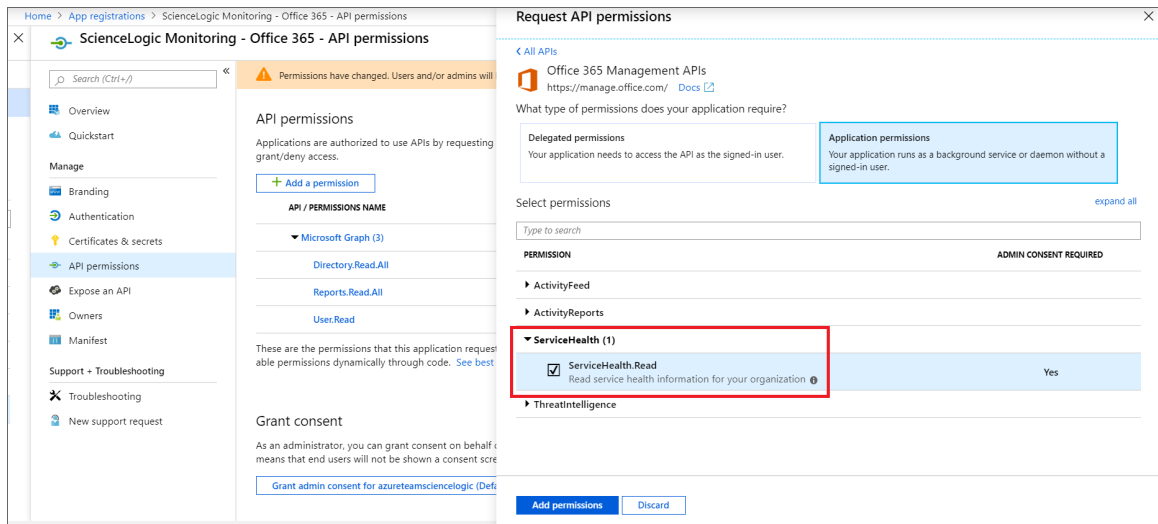 Home > App registrations > ScienceLogic Monitoring - Office 365 - API permissions
ScienceLogic Monitoring - Office 365 - API permissions
Search (Ctrl+/)
Overview
Quickstart
Manage
Branding
Authentication
Certificates & secrets
API permissions
Expose an API
Owners
Manifest
Support + Troubleshooting
Troubleshooting
New support request
Permissions have changed. Users and/or admins will
API permissions
Applications are authorized to use APIs by requesting
grant/deny access.
+ Add a permission
API / PERMISSIONS NAME
Microsoft Graph (3)
Directory.Read.All
Reports.Read.All
User.Read
These are the permissions that this application request
able permissions dynamically through code. See best
Grant consent
As an administrator, you can grant consent on behalf
means that end users will not be shown a consent scre
Grant admin consent for azureteamsciencelogic (Defa
Request API permissions
All APIs
Office 365 Management APIs
https://manage.office.com/ Docs
What type of permissions does your application require?
Delegated permissions
Your application needs to access the API as the signed-in user.
Application permissions
Your application runs as a background service or daemon without a
signed-in user.
Select permissions
expand all
Type to search
PERMISSION ADMIN CONSENT REQUIRED
ActivityFeed
ActivityReports
ServiceHealth (1)
ServiceHealth.Read
Read service health information for your organization
Yes
ThreatIntelligence
Add permissions
Discard